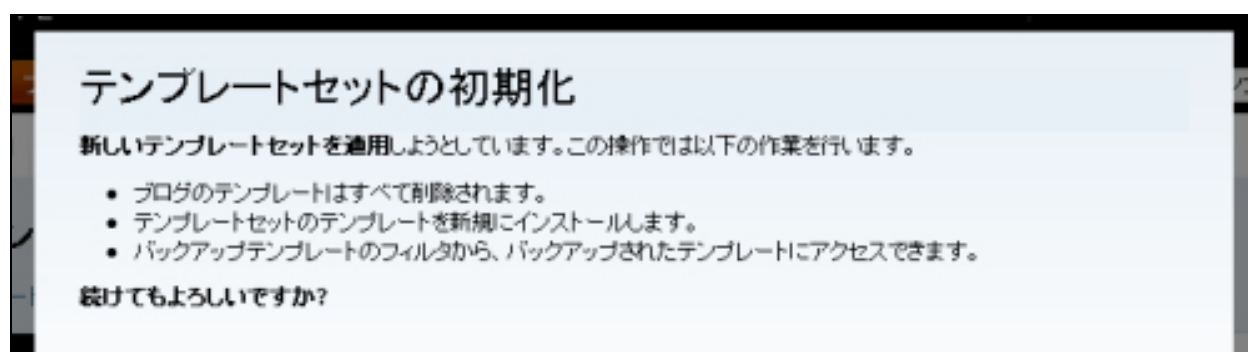 テンプレートセットの初期化
新しいテンプレートセットを適用しようとしています。この操作では以下の作業を行います。
• ブログのテンプレートはすべて削除されます。
• テンプレートセットのテンプレートを新規にインストールします。
• バックアップテンプレートのフィルタから、バックアップされたテンプレートにアクセスできます。
続けてもよろしいですか?